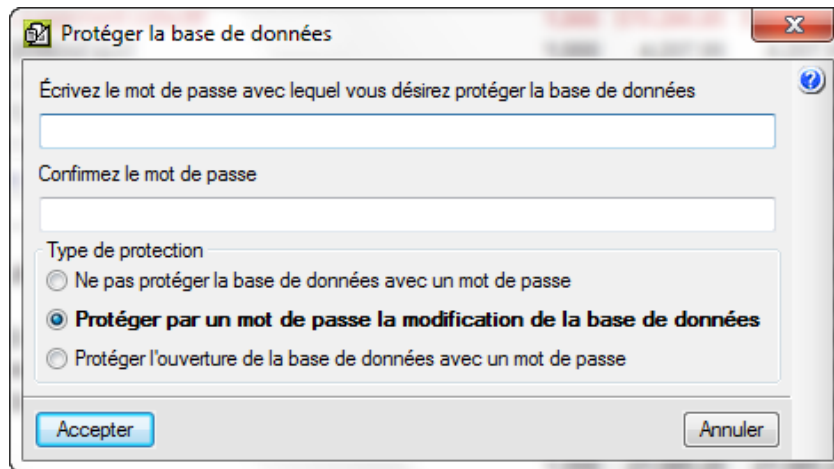 Protéger la base de données
Écrivez le mot de passe avec lequel vous désirez protéger la base de données
Confirmez le mot de passe
Type de protection
Ne pas protéger la base de données avec un mot de passe
Protéger par un mot de passe la modification de la base de données
Protéger l'ouverture de la base de données avec un mot de passe
Accepter
Annuler